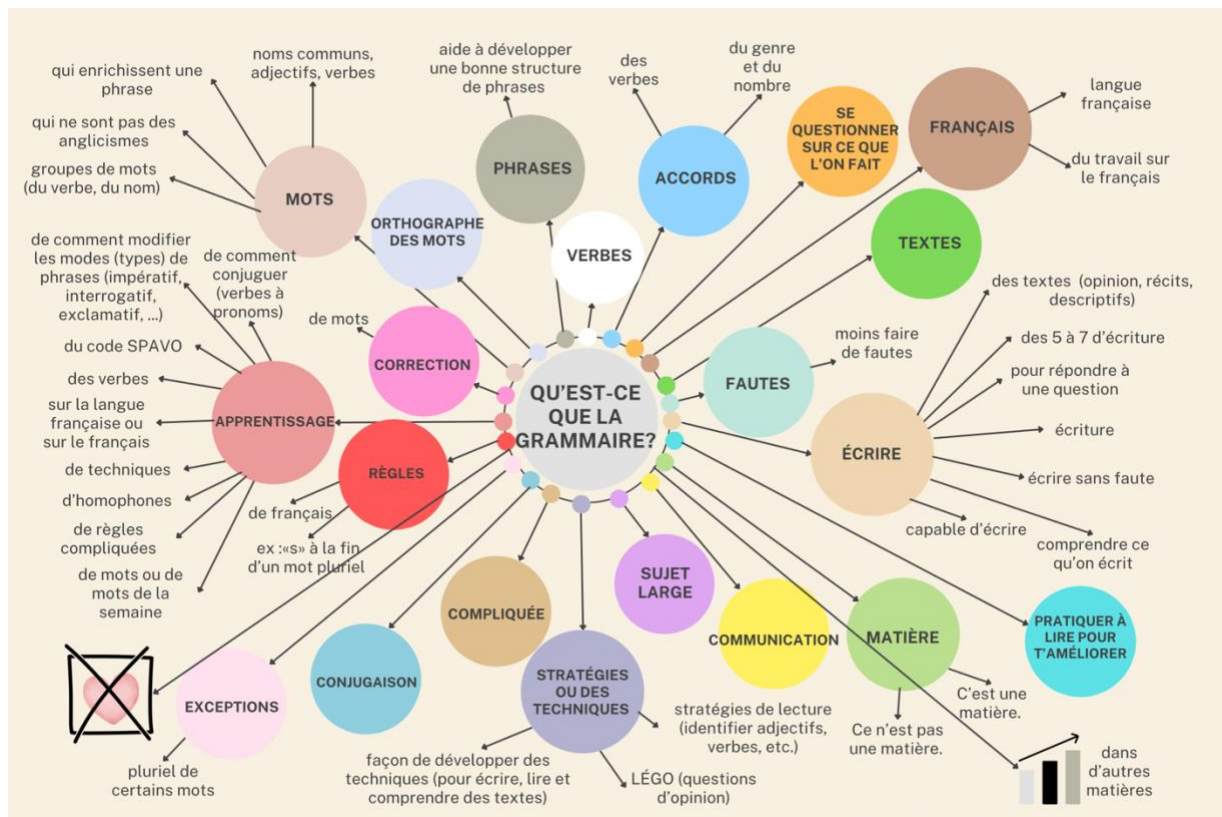 QU'EST-CE
QUE LA
GRAMMAIRE?
MOTS
qui enrichissent une
phrase
noms communs,
adjectifs, verbes
qui ne sont pas des
anglicismes
groupes de mots
(du verbe, du nom)
ORTHOGRAPHE
DES MOTS
PHRASES
aide à développer
une bonne structure
de phrases
VERBES
ACCORDS
des
verbes
du genre
et du
nombre
SE
QUESTIONNER
SUR CE QUE
L'ON FAIT
FRANÇAIS
langue
française
du travail sur
le français
TEXTES
FAUTES
moins faire
de fautes
ÉCRIRE
des textes (opinion, récits,
descriptifs)
des 5 à 7 d'écriture
pour répondre à
une question
écriture
écrire sans faute
comprendre ce
qu'on écrit
capable d'écrire
PRATIQUER À
LIRE POUR
T'AMÉLIORER
MATIÈRE
C'est une
matière.
Ce n'est pas
une matière.
dans
d'autres
matières
COMMUNICATION
SUJET
LARGE
STRATÉGIES
OU DES
TECHNIQUES
stratégies de lecture
(identifier adjectifs,
verbes, etc.)
LÉGO (questions
d'opinion)
façon de développer des
techniques (pour écrire, lire et
comprendre des textes)
COMPLIQUÉE
CONJUGAISON
EXCEPTIONS
pluriel de
certains mots
RÈGLES
de français
ex :«s» à la fin
d'un mot pluriel
APPRENTISSAGE
de comment modifier
les modes (types) de
phrases (impératif,
interrogatif,
exclamatif, ...)
de comment
conjuguer
(verbes à
pronoms)
du code SPAVO
des verbes
sur la langue
française ou
sur le français
de techniques
d'homophones
de règles
compliquées
de mots ou de
mots de la
semaine
CORRECTION
de mots